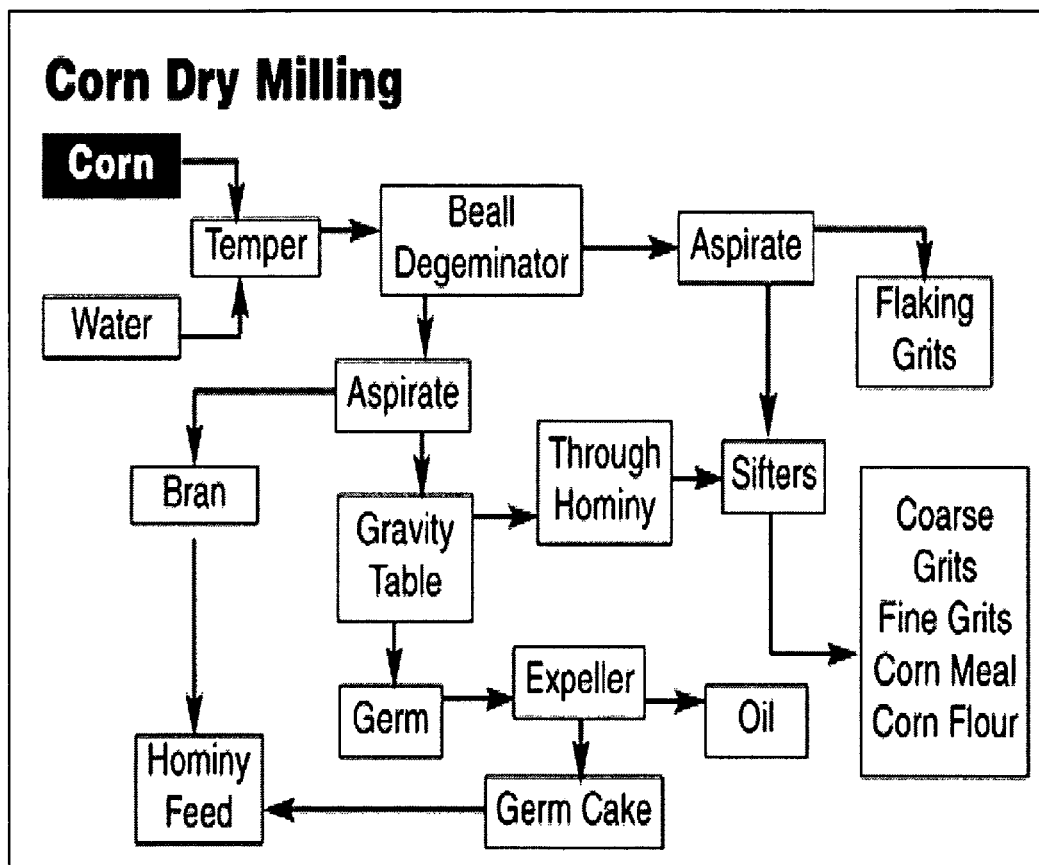 Corn Dry Milling
Corn
Temper
Water
Beall
Degeminator
Aspirate
Flaking
Grits
Aspirate
Bran
Through
Hominy
Sifters
Gravity
Table
Coarse
Grits
Fine Grits
Corn Meal
Corn Flour
Germ
Expeller
Oil
Hominy
Feed
Germ Cake